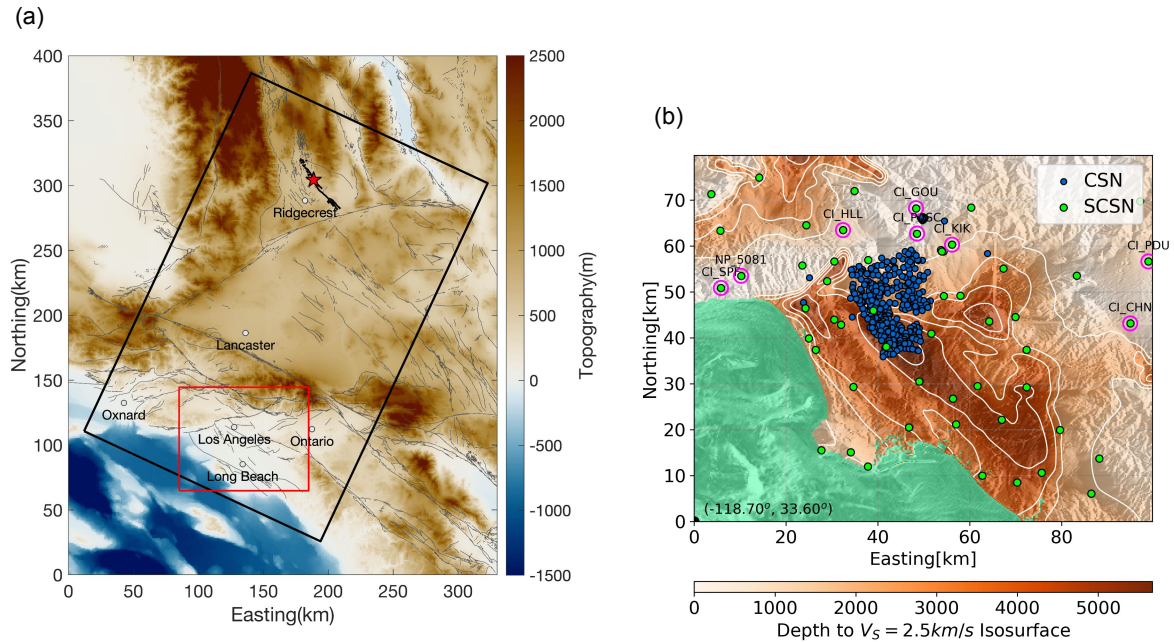 (a)
400
350
300
250
200
150
100
50
0
Northing(km)
0 50 100 150 200 250 300
Easting(km)
Ridgecrest
Lancaster
Oxnard
Los Angeles
Ontario
Long Beach
2500
2000
1500
1000
500
0
-500
-1000
-1500
Topography(m)
(b)
CSN
SCSN
70
60
50
40
30
20
10
0
Northing[km]
CI_GOU
CI_HLL
CI_KIK
CI_PDU
NP_5081
CI_CHN
(-118.70°, 33.60°)
0 20 40 60 80
Easting[km]
0 1000 2000 3000 4000 5000
Depth to V_S = 2.5km/s Isosurface